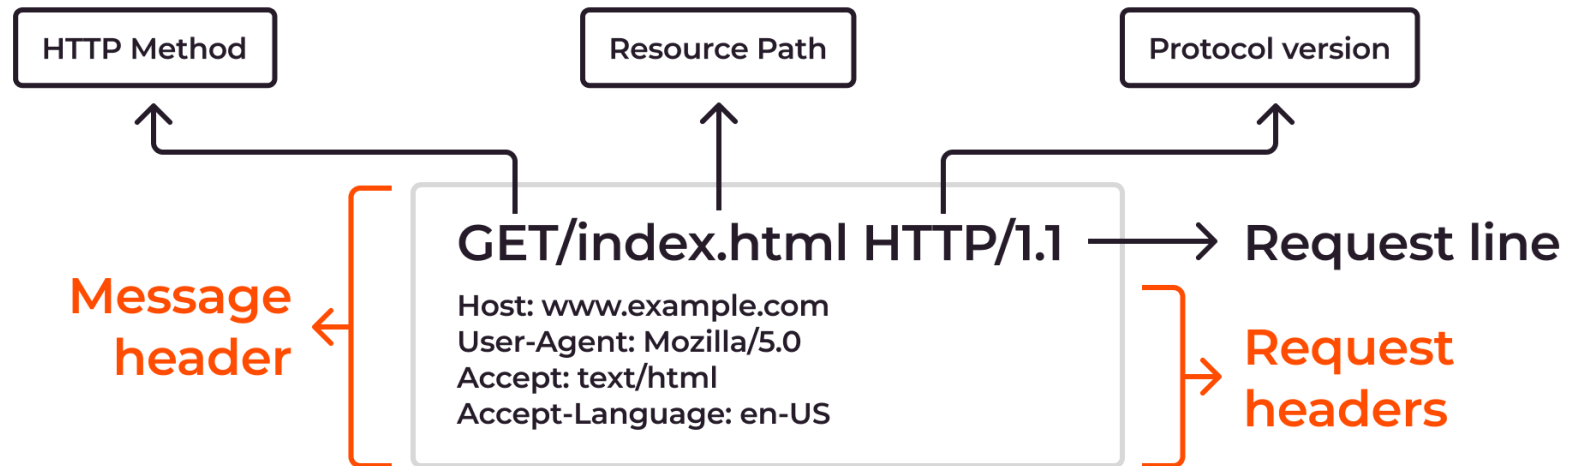 HTTP Method
Resource Path
Protocol version
GET/index.html HTTP/1.1
Request line
Message
header
Host: www.example.com
User-Agent: Mozilla/5.0
Accept: text/html
Accept-Language: en-US
Request
headers